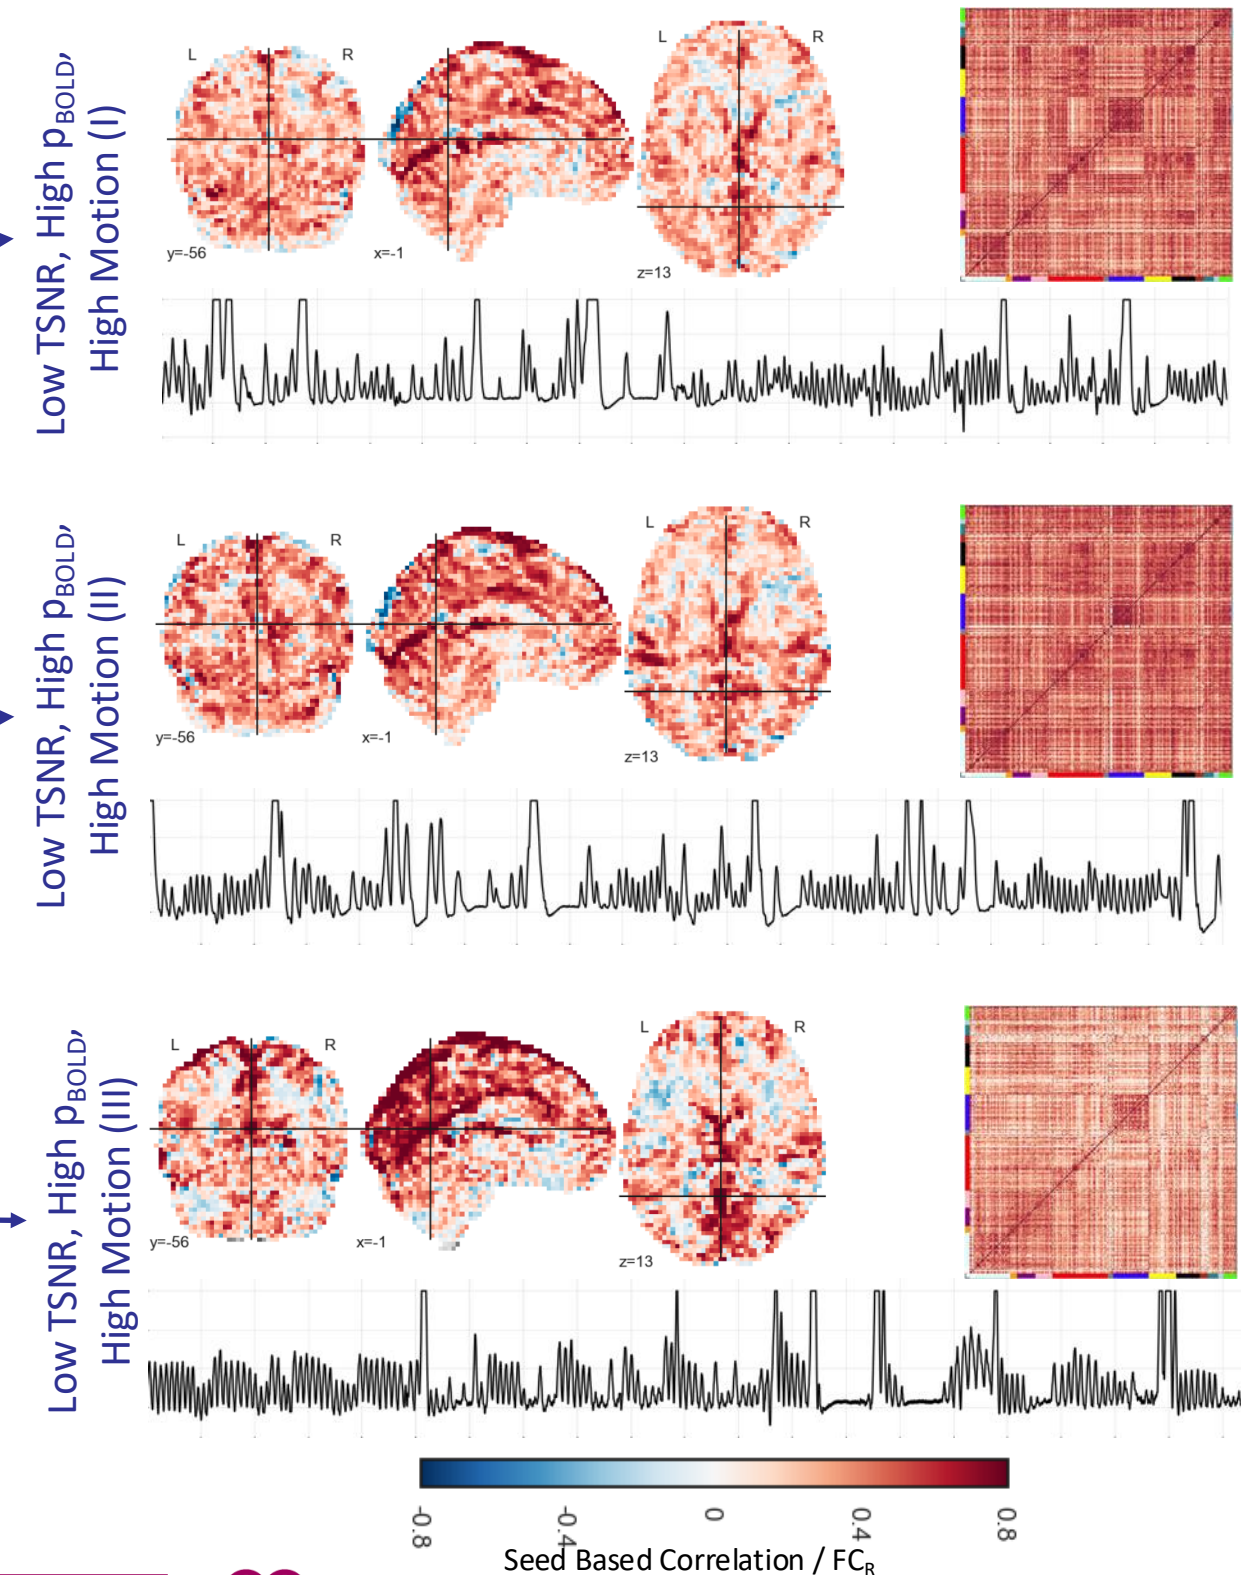 Low TSNR, High pBOLD,
High Motion (I)
L
R
L
R
y=-56
x=-1
z=13
Low TSNR, High pBOLD,
High Motion (II)
L
R
L
R
y=-56
x=-1
z=13
Low TSNR, High pBOLD,
High Motion (III)
L
R
L
R
y=-56
x=-1
z=13
-0.8
-0.4
0
0.4
0.8
Seed Based Correlation / FCR